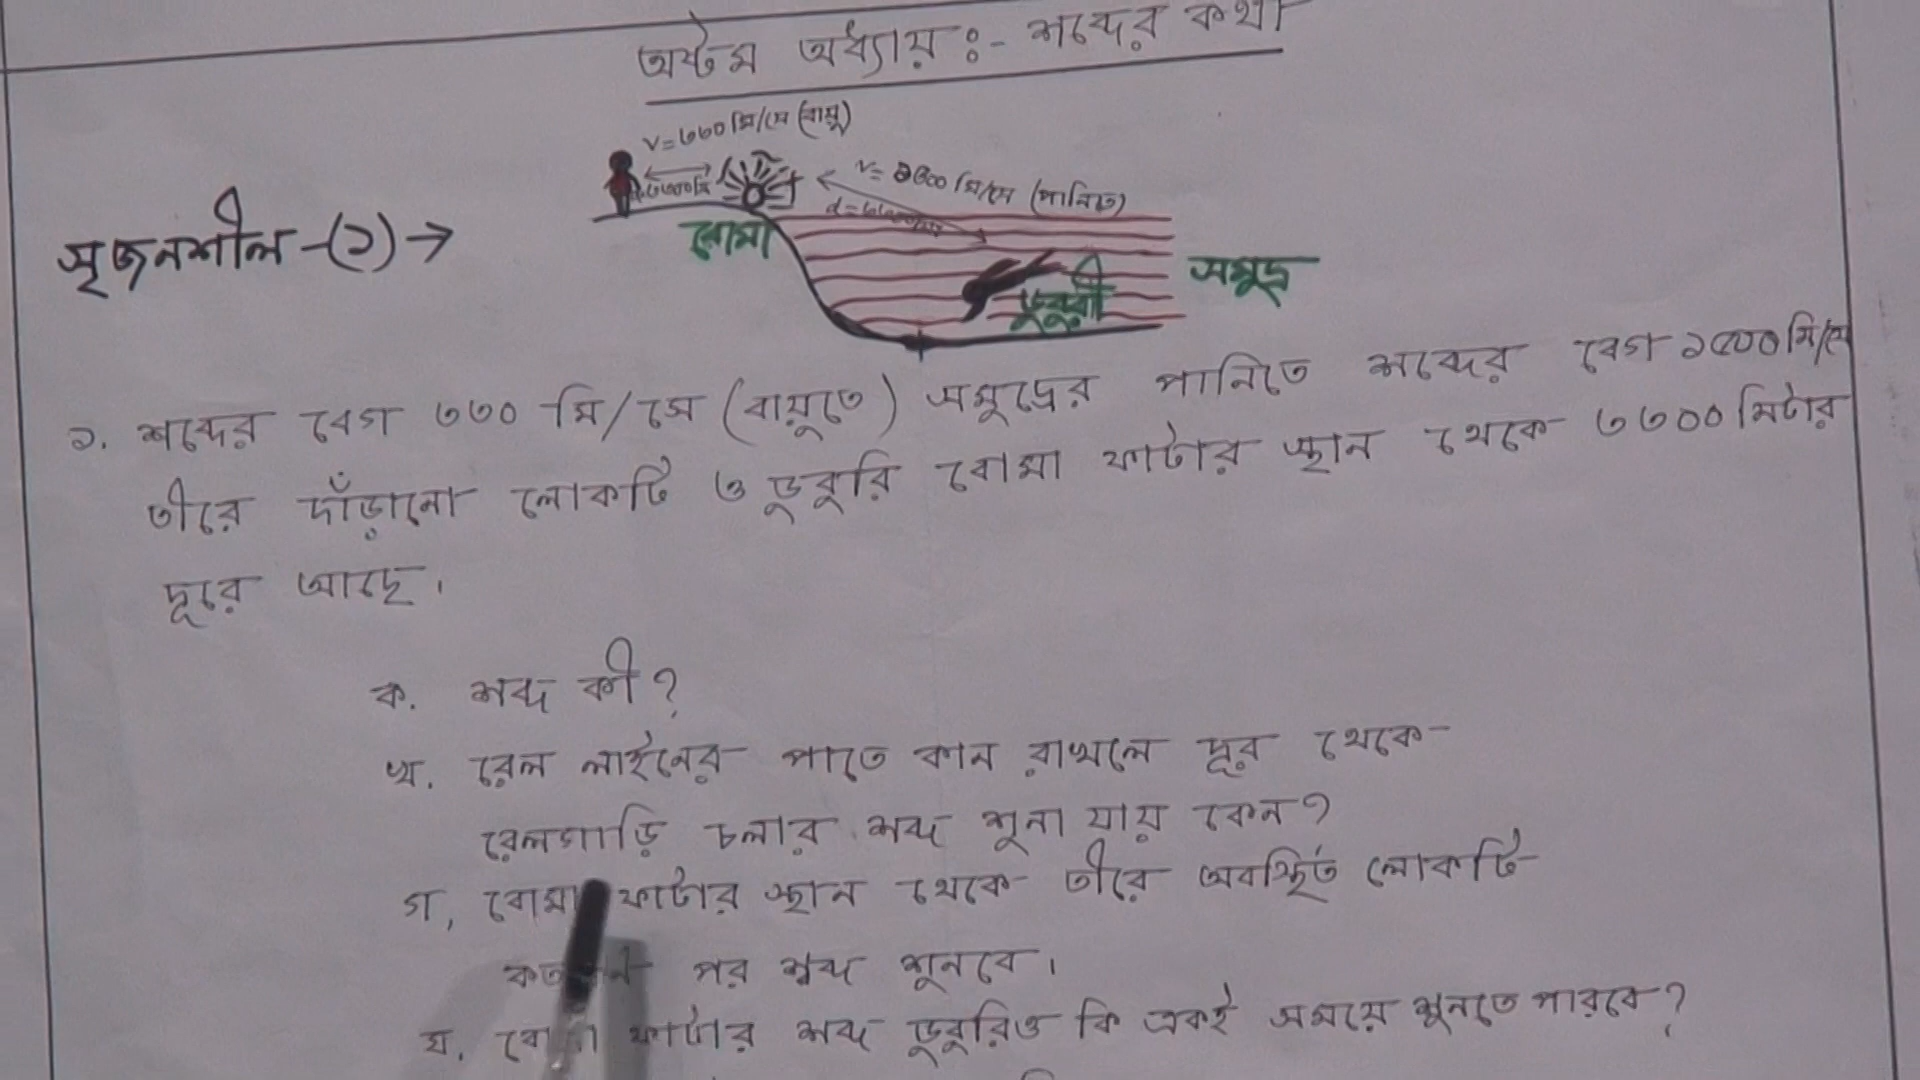 অষ্টম অধ্যায়ঃ- শব্দের কথা
v=৩৩০ মি/সে (বায়ু)
v= ১৫০০ মি/সে (পানিতে)
বোমা
সৃজনশীল-(১)→
ডুবুরী
সমুদ্র
১. শব্দের বেগ ৩৩০ মি/সে (বায়ুতে) সমুদ্রের পানিতে শব্দের বেগ ১৫০০ মি/সে
তীরে দাঁড়ানো লোকটি ও ডুবুরি বোমা ফাটার স্থান থেকে ৩৩০০ মিটার
দূরে আছে।
ক. শব্দ কী?
খ. রেল লাইনের পাতে কান রাখলে দূর থেকে
রেলগাড়ি চলার শব্দ শুনা যায় কেন?
গ, বোমা ফাটার স্থান থেকে তীরে অবস্থিত লোকটি
পর শব্দ শুনবে।
ঘ. ফাটার শব্দ ডুবুরিও কি একই সময়ে শুনতে পারবে?